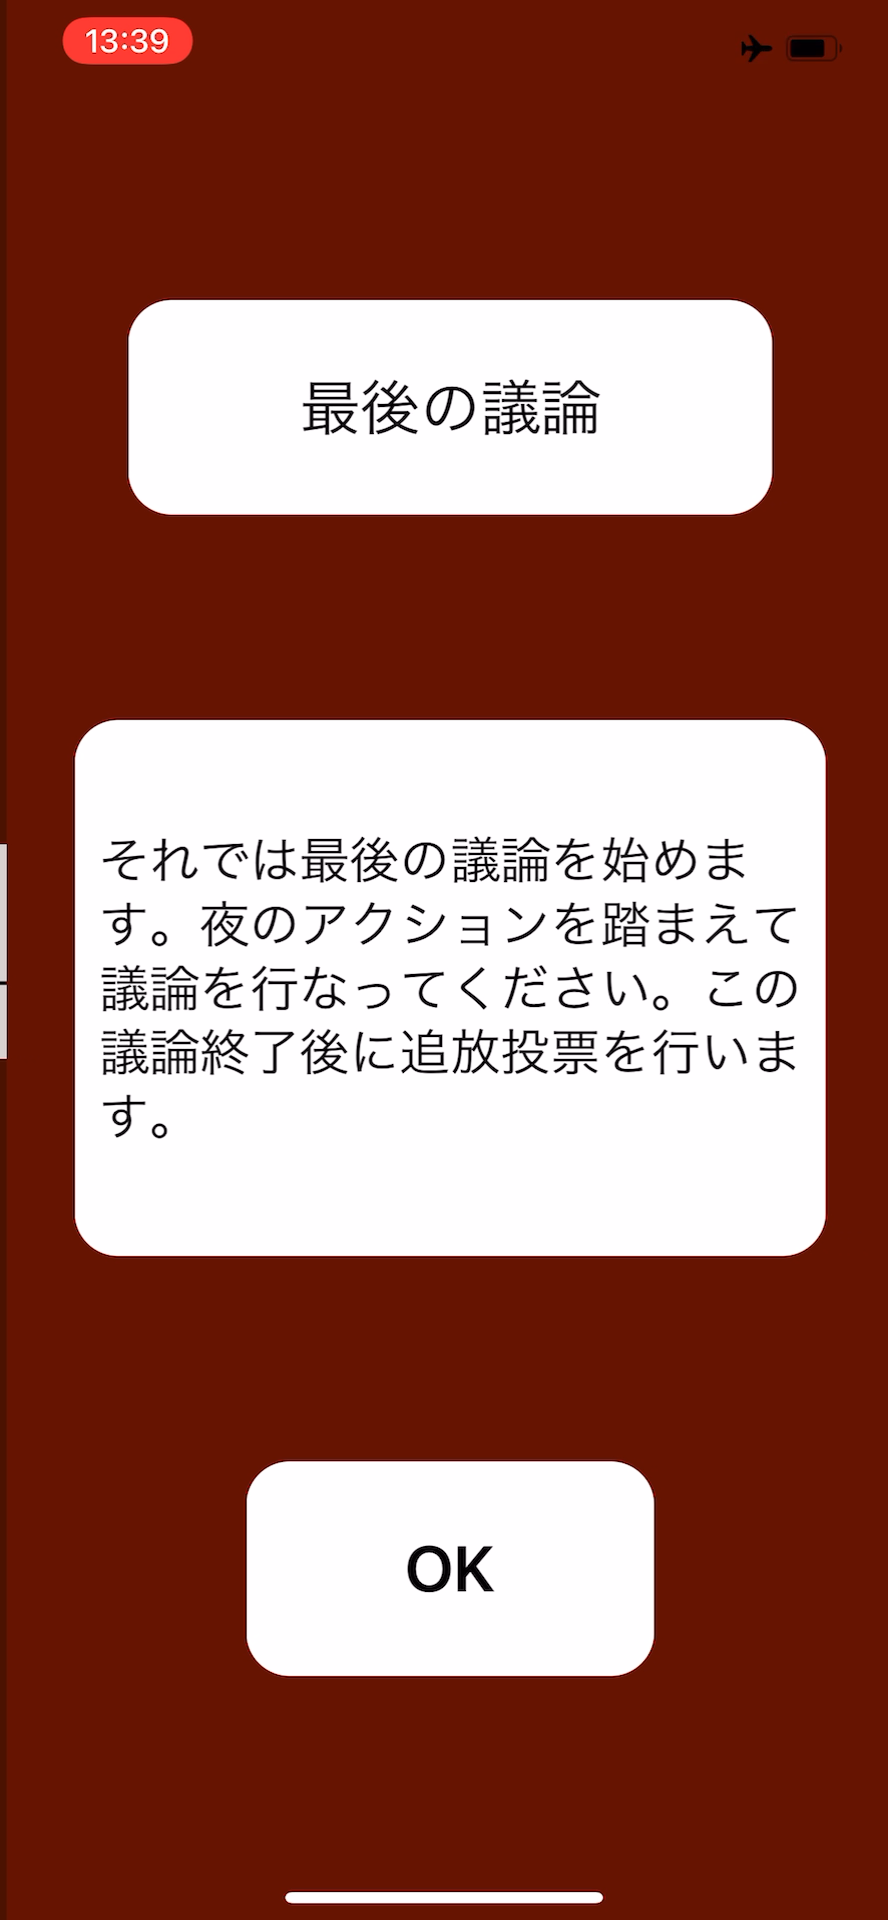 13:39
最後の議論
それでは最後の議論を始めま
す。夜のアクションを踏まえて
議論を行なってください。この
議論終了後に追放投票を行いま
す。
OK